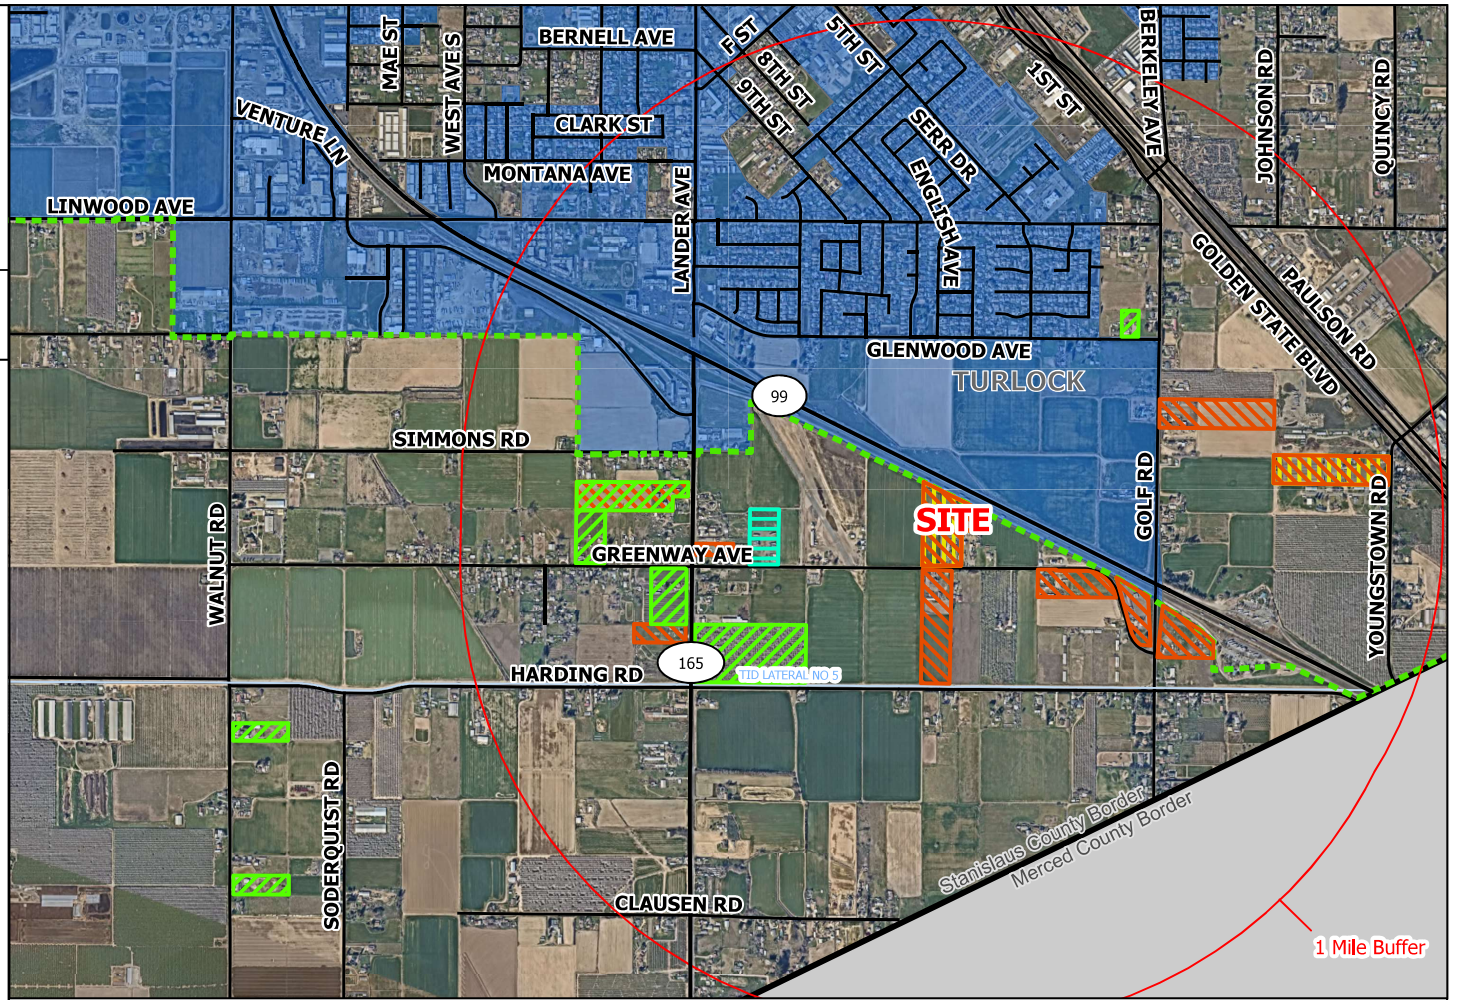 BERNELL AVE
MAE ST
WEST AVE S
F ST
8TH ST
9TH ST
5TH ST
1ST ST
BERKELEY AVE
JOHNSON RD
QUINCY RD
VENTURE LN
CLARK ST
MONTANA AVE
SERR DR
ENGLISH AVE
LINWOOD AVE
LANDER AVE
GOLDEN STATE BLVD
PAULSON RD
GLENWOOD AVE
TURLOCK
99
SIMMONS RD
WALNUT RD
SITE
GOLF RD
YOUNGSTOWN RD
GREENWAY AVE
165
HARDING RD
TID LATERAL NO 5
SODERQUIST RD
Stanislaus County Border
Merced County Border
CLAUSEN RD
1 Mile Buffer